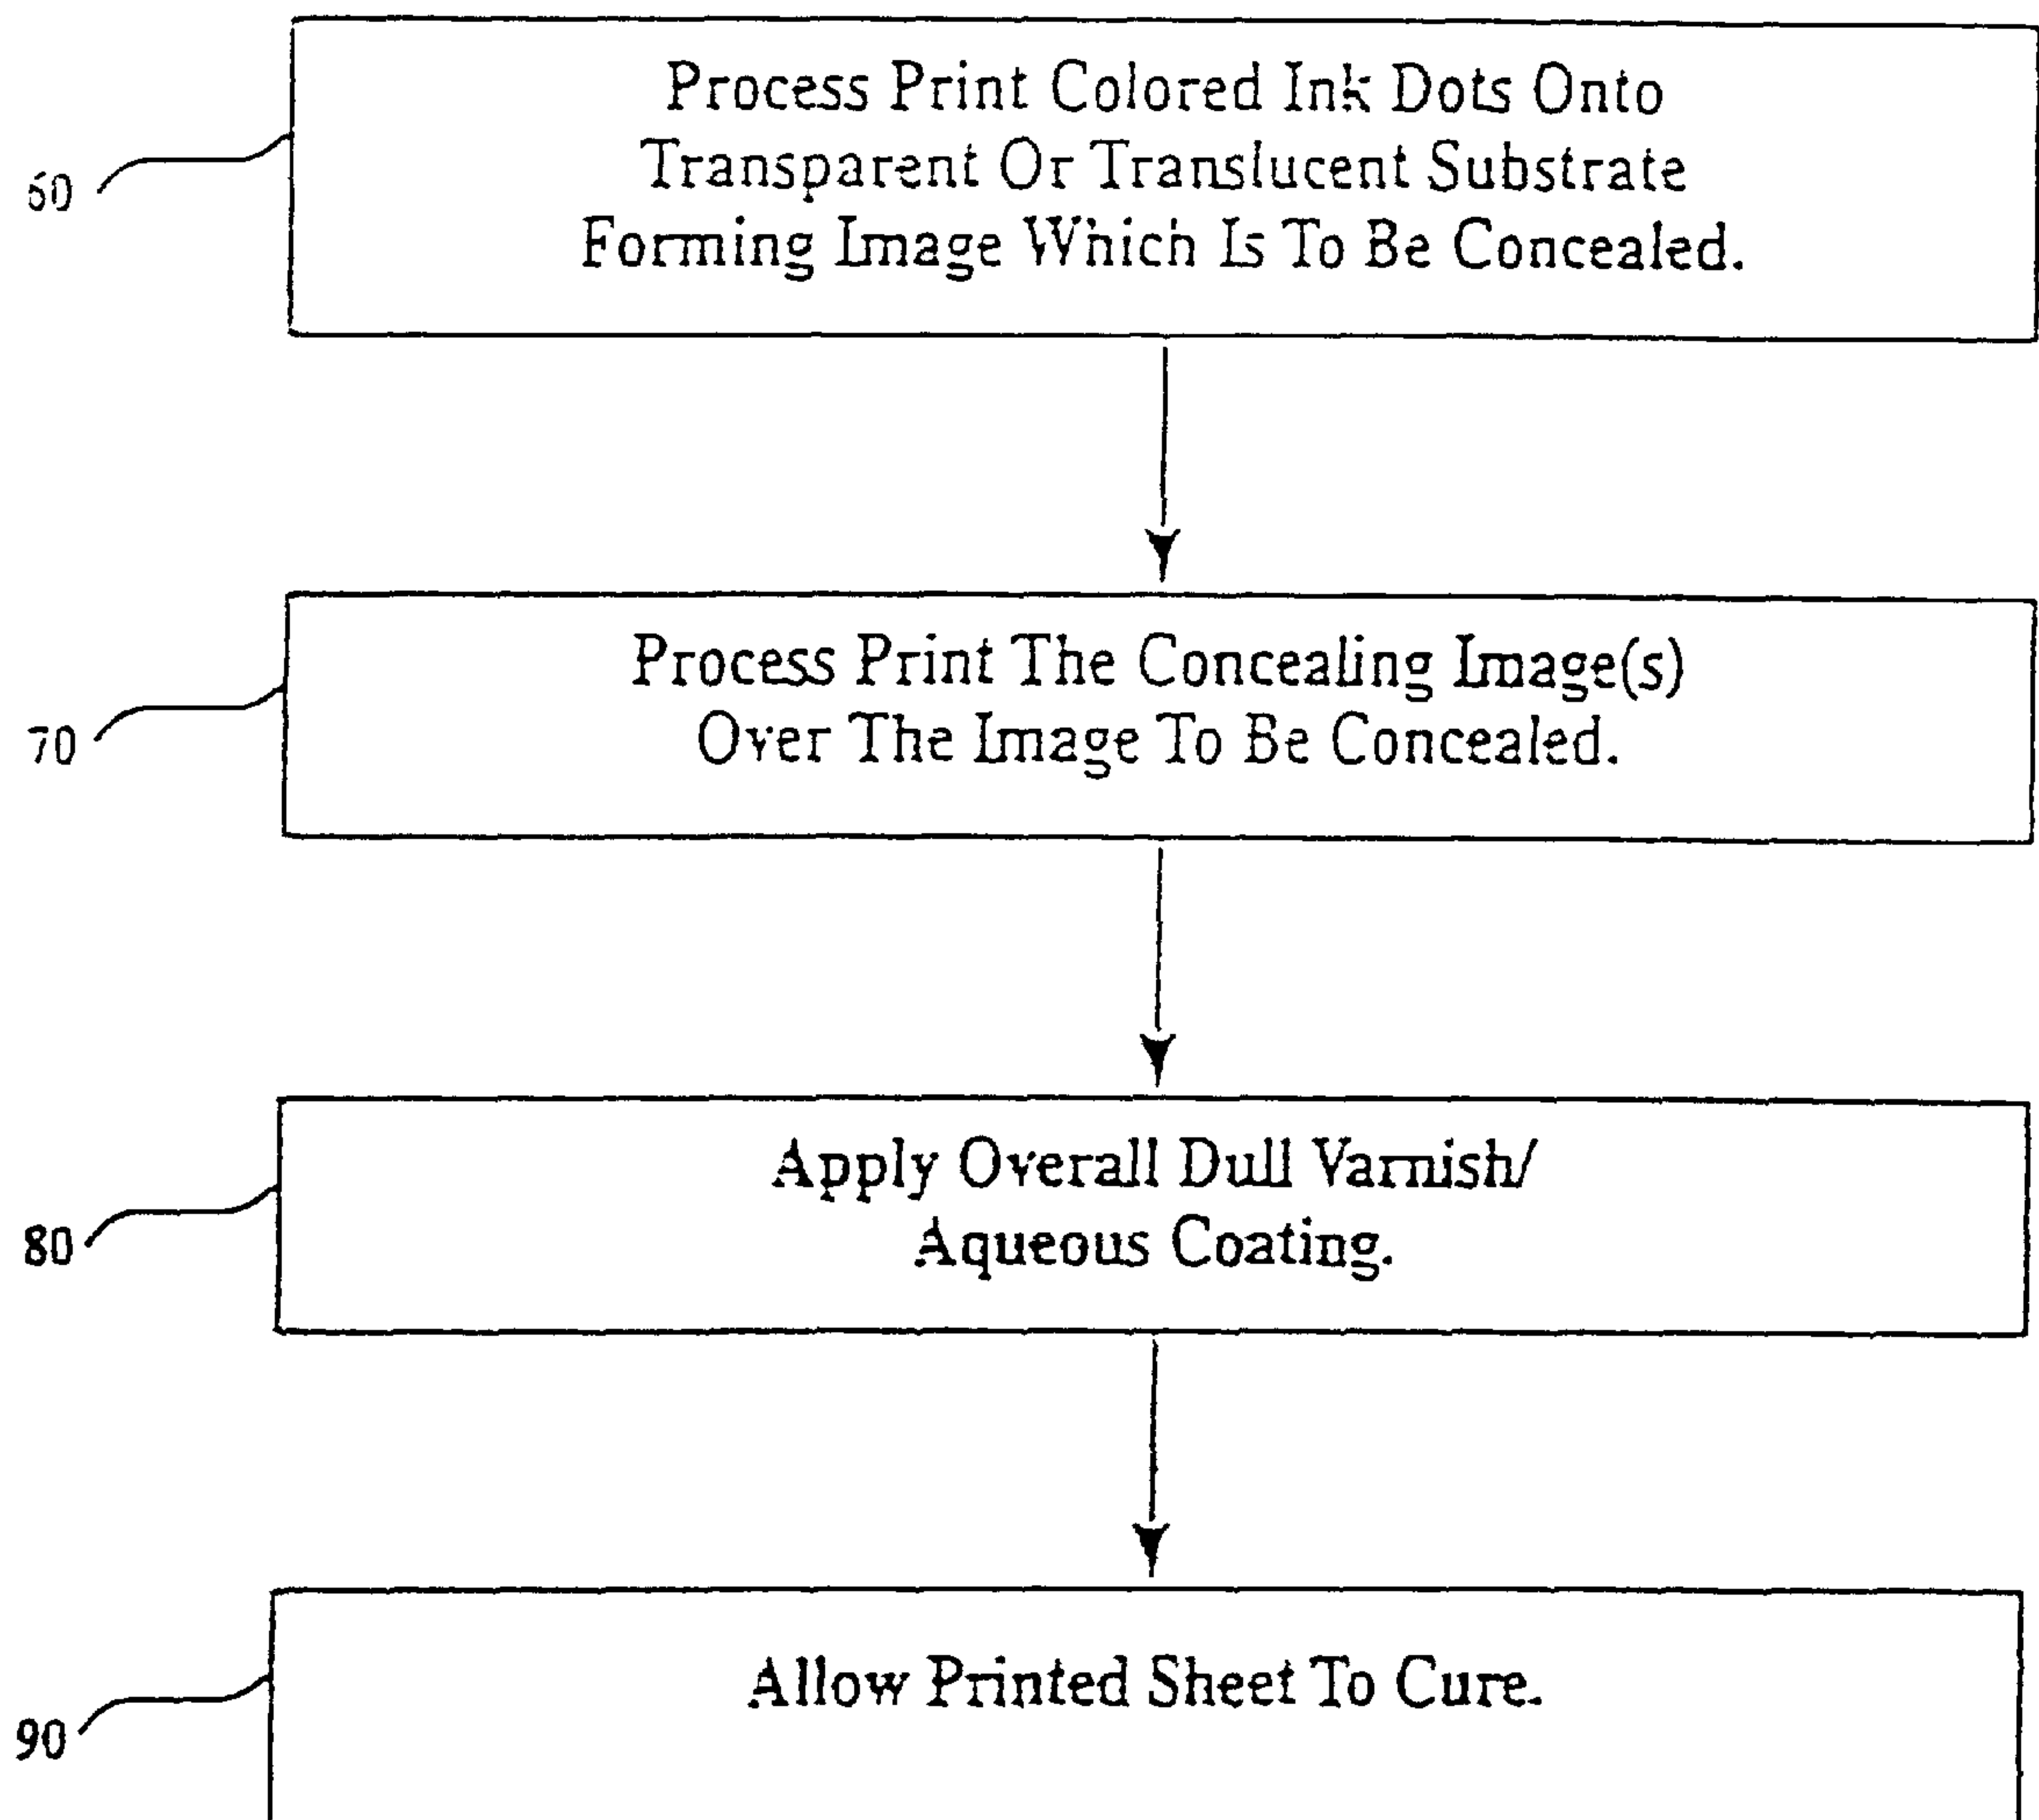 Process Print Colored Ink Dots Onto
Transparent Or Translucent Substrate
Forming Image Which Is To Be Concealed.
60
Process Print The Concealing Image(s)
Over The Image To Be Concealed.
70
Apply Overall Dull Varnish/
Aqueous Coating.
80
Allow Printed Sheet To Cure.
90